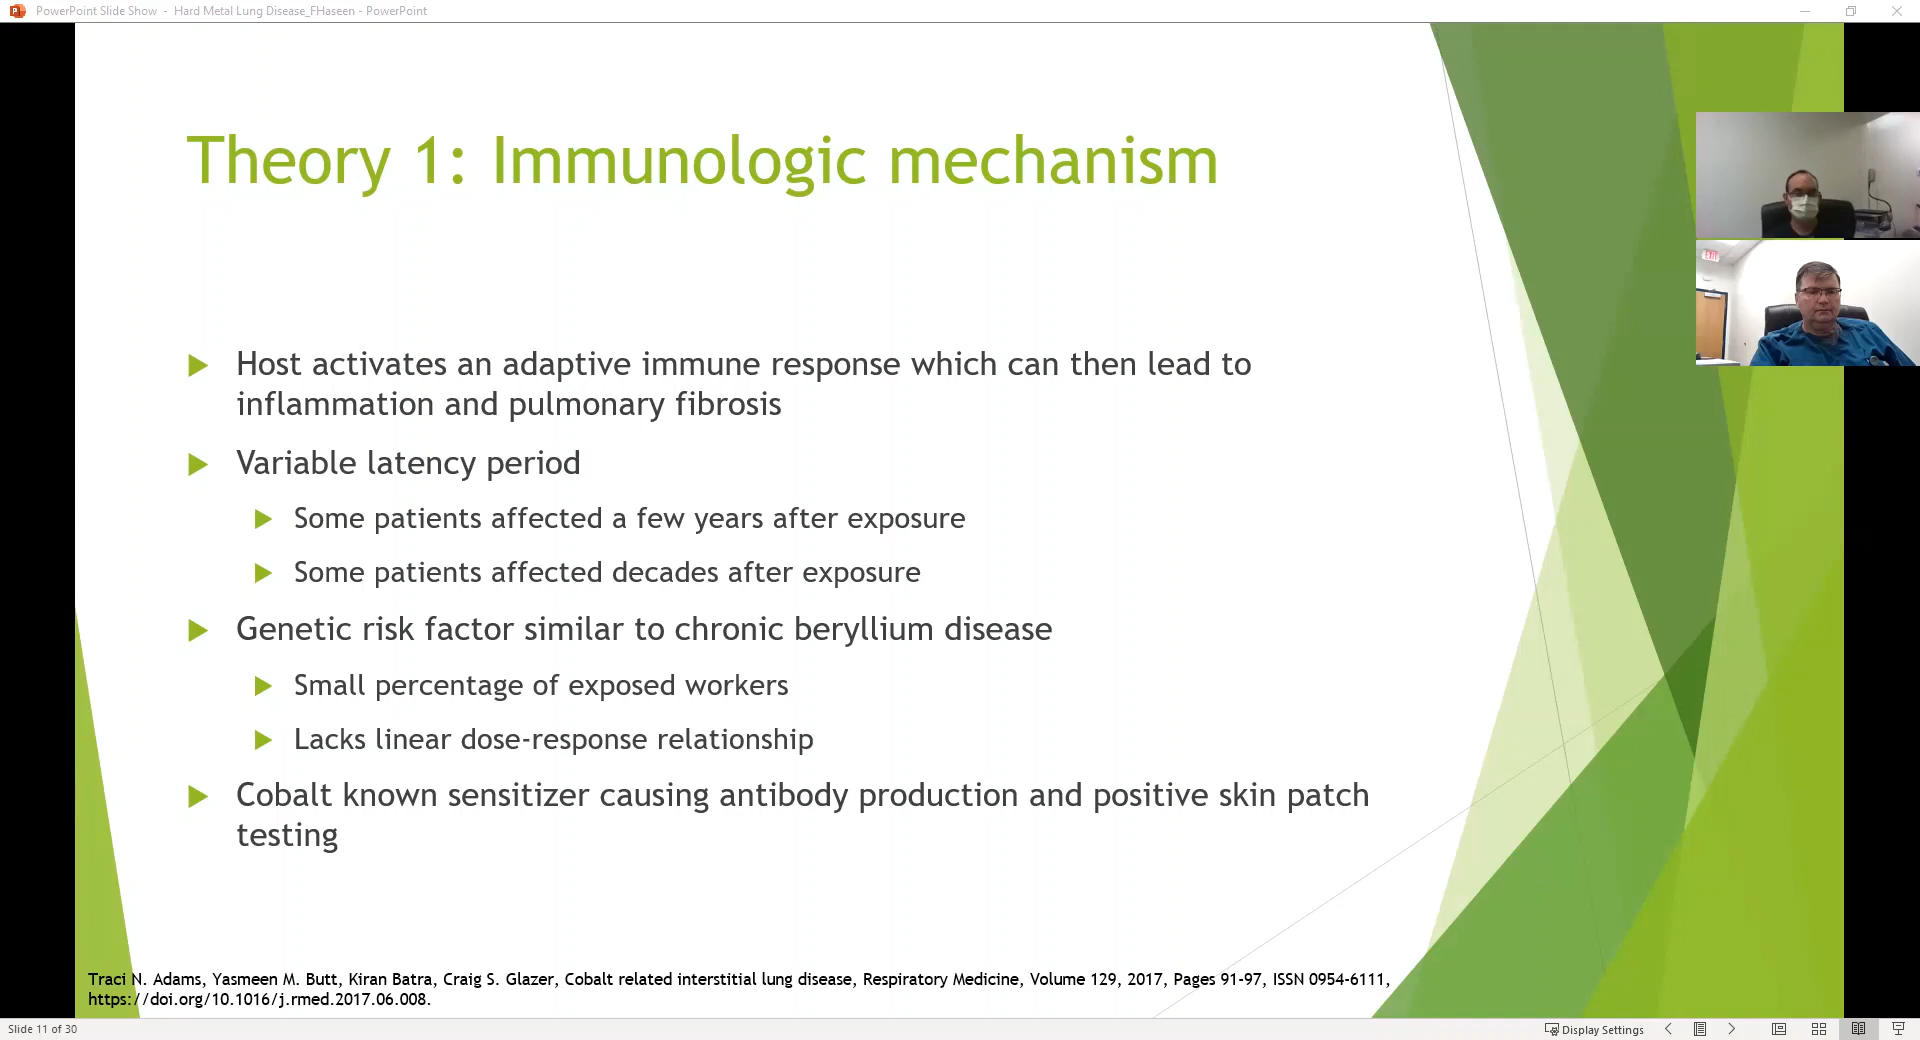 PowerPoint Slide Show - Hard Metal Lung Disease_FHaseen - PowerPoint
Theory 1: Immunologic mechanism
EXIT
Host activates an adaptive immune response which can then lead to
inflammation and pulmonary fibrosis
Variable latency period
Some patients affected a few years after exposure
Some patients affected decades after exposure
Genetic risk factor similar to chronic beryllium disease
Small percentage of exposed workers
Lacks linear dose-response relationship
Cobalt known sensitizer causing antibody production and positive skin patch
testing
Traci N. Adams, Yasmeen M. Butt, Kiran Batra, Craig S. Glazer, Cobalt related interstitial lung disease, Respiratory Medicine, Volume 129, 2017, Pages 91-97, ISSN 0954-6111,
https://doi.org/10.1016/j.rmed.2017.06.008.
Slide 11 of 30
Display Settings